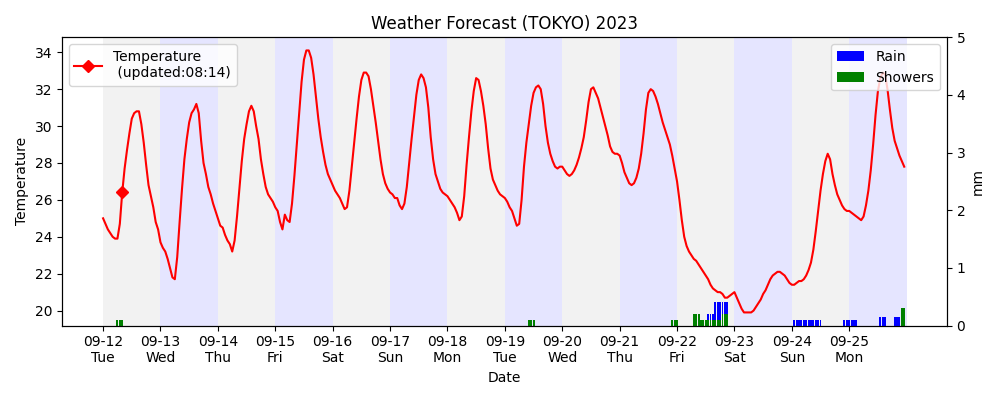 Weather Forecast (TOKYO) 2023
Temperature
(updated:08:14)
Rain
Showers
34
32
30
28
26
24
22
20
Temperature
5
4
3
2
1
0
mm
09-12 09-13 09-14 09-15 09-16 09-17 09-18 09-19 09-20 09-21 09-22 09-23 09-24 09-25
Tue Wed Thu Fri Sat Sun Mon Tue Wed Thu Fri Sat Sun Mon
Date